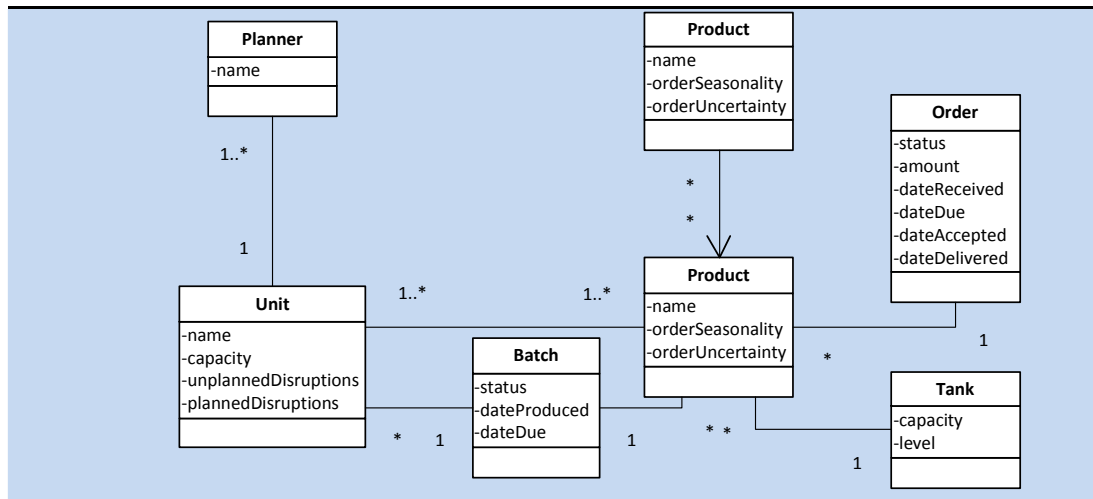 Planner
-name
1..*
1
Product
-name
-orderSeasonality
-orderUncertainty
*
*
Order
-status
-amount
-dateReceived
-dateDue
-dateAccepted
-dateDelivered
1
Unit
-name
-capacity
-unplannedDisruptions
-plannedDisruptions
1..*
1..*
Product
-name
-orderSeasonality
-orderUncertainty
*
Batch
-status
-dateProduced
-dateDue
*
1
1
* *
Tank
-capacity
-level
1